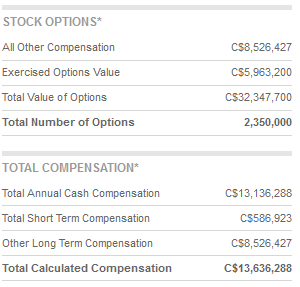 STOCK OPTIONS*
All Other Compensation C$8,526,427
Exercised Options Value C$5,963,200
Total Value of Options C$32,347,700
Total Number of Options 2,350,000
TOTAL COMPENSATION*
Total Annual Cash Compensation C$13,136,288
Total Short Term Compensation C$586,923
Other Long Term Compensation C$8,526,427
Total Calculated Compensation C$13,636,288